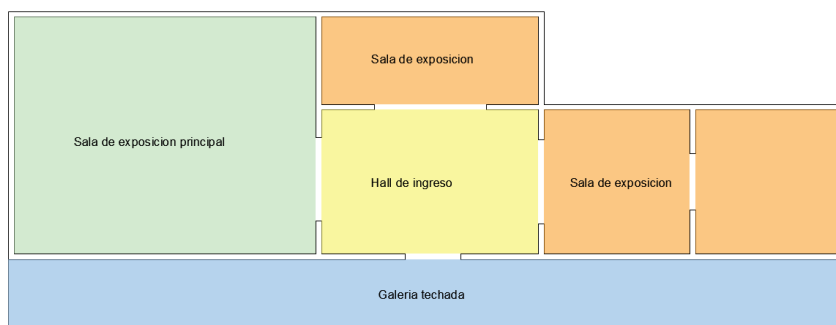 Sala de exposicion
Sala de exposicion principal
Hall de ingreso
Sala de exposicion
Galeria techada